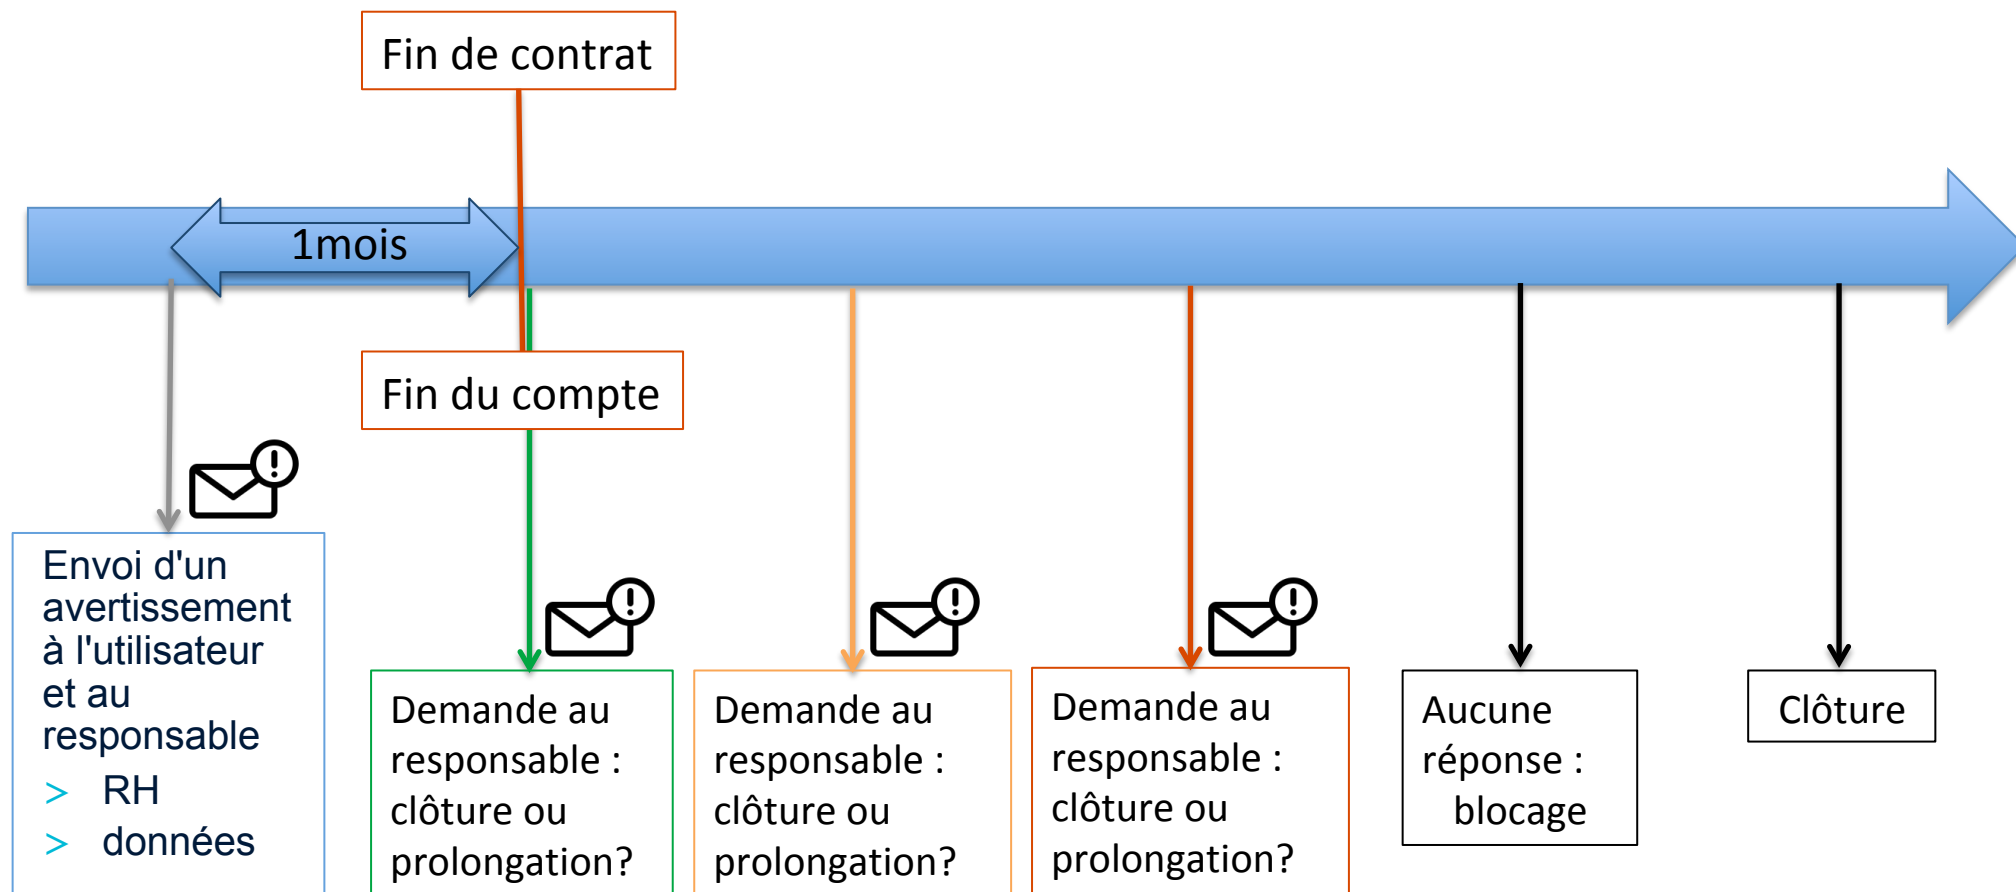 Fin de contrat
1mois
Fin du compte
Envoi d'un
avertissement
à l'utilisateur
et au
responsable
> RH
> données
Demande au
responsable :
clôture ou
prolongation?
Demande au
responsable :
clôture ou
prolongation?
Demande au
responsable :
clôture ou
prolongation?
Aucune
réponse :
blocage
Clôture